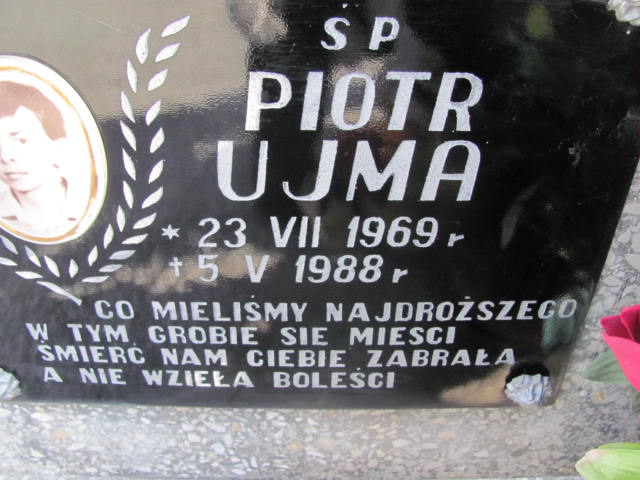 ŚP
PIOTR
UJMA
* 23 VII 1969 r
† 5 V 1988 r
CO MIELIŚMY NAJDROŻSZEGO
W TYM GROBIE SIE MIESCI
ŚMIERĆ NAM CIEBIE ZABRAŁA
A NIE WZIEŁA BOLEŚCI